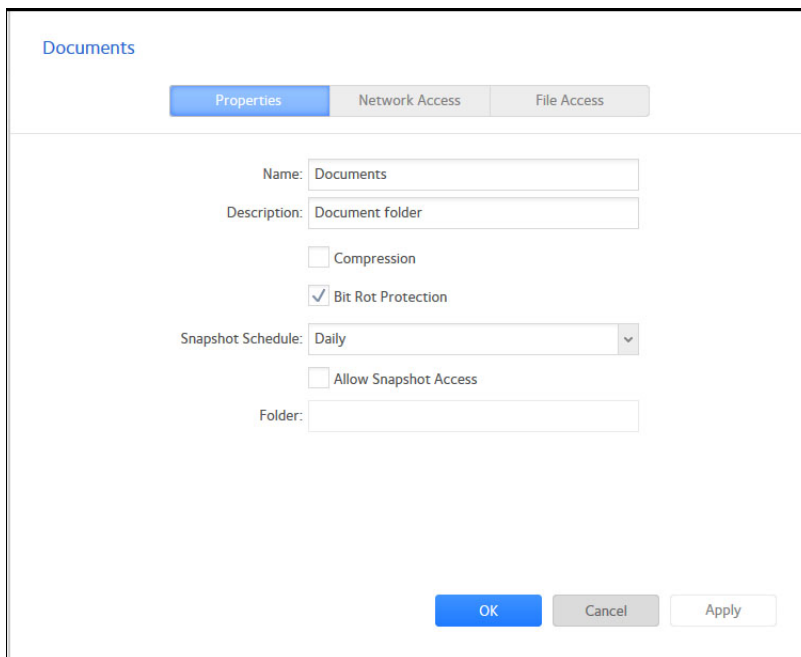 Documents
Properties Network Access File Access
Name: Documents
Description: Document folder
Compression
Bit Rot Protection
Snapshot Schedule: Daily
Allow Snapshot Access
Folder:
OK Cancel Apply